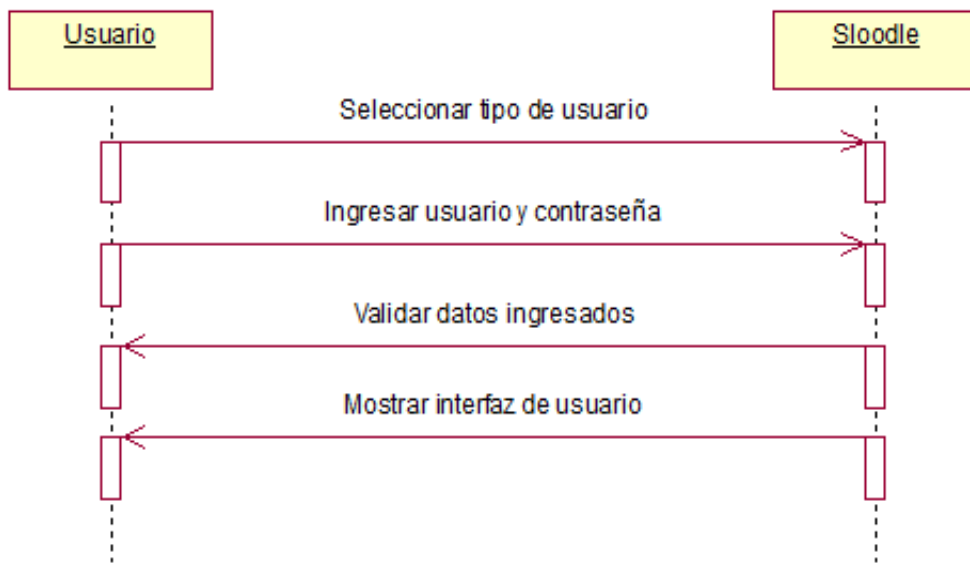 Usuario
Sloodle
Seleccionar tipo de usuario
Ingresar usuario y contraseña
Validar datos ingresados
Mostrar interfaz de usuario